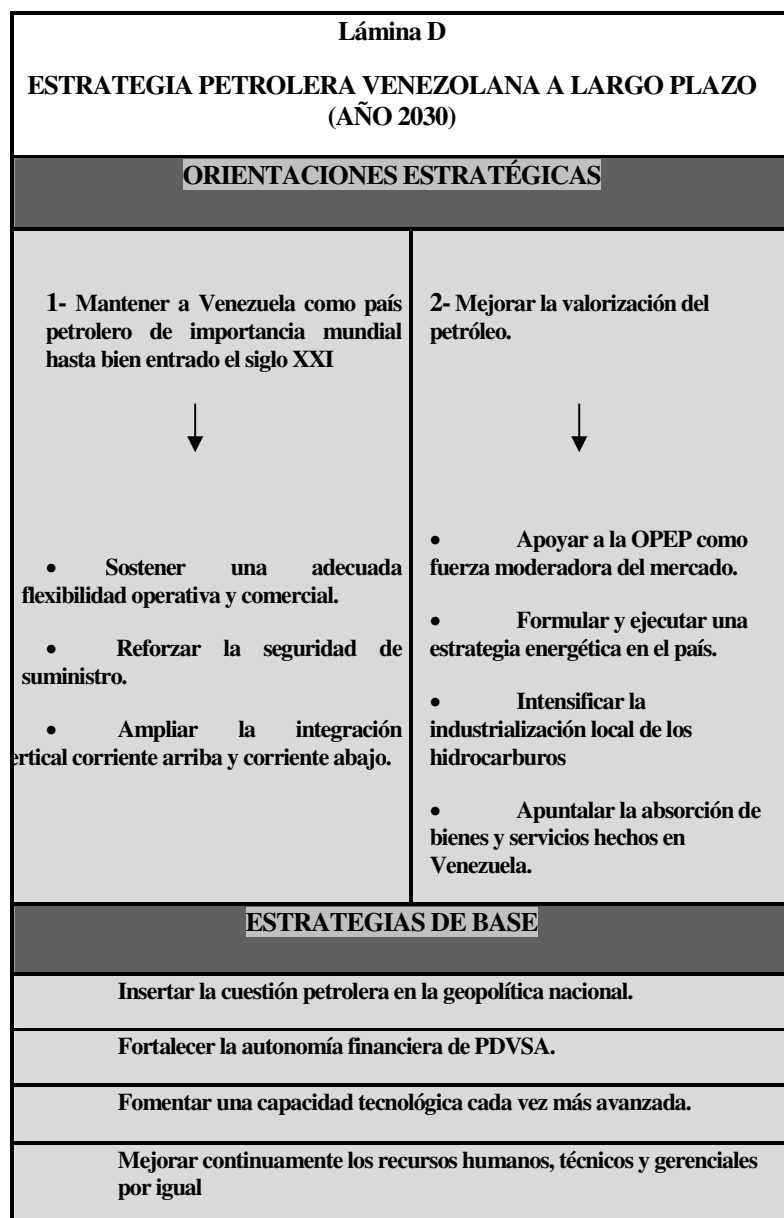 Lámina D
ESTRATEGIA PETROLERA VENEZOLANA A LARGO PLAZO
(AÑO 2030)
ORIENTACIONES ESTRATÉGICAS
1- Mantener a Venezuela como país
petrolero de importancia mundial
hasta bien entrado el siglo XXI
• Sostener una adecuada
flexibilidad operativa y comercial.
• Reforzar la seguridad de
suministro.
• Ampliar la integración
ertical corriente arriba y corriente abajo.
2- Mejorar la valorización del
petróleo.
• Apoyar a la OPEP como
fuerza moderadora del mercado.
• Formular y ejecutar una
estrategia energética en el país.
• Intensificar la
industrialización local de los
hidrocarburos
• Apuntalar la absorción de
bienes y servicios hechos en
Venezuela.
ESTRATEGIAS DE BASE
Insertar la cuestión petrolera en la geopolítica nacional.
Fortalecer la autonomía financiera de PDVSA.
Fomentar una capacidad tecnológica cada vez más avanzada.
Mejorar continuamente los recursos humanos, técnicos y gerenciales
por igual